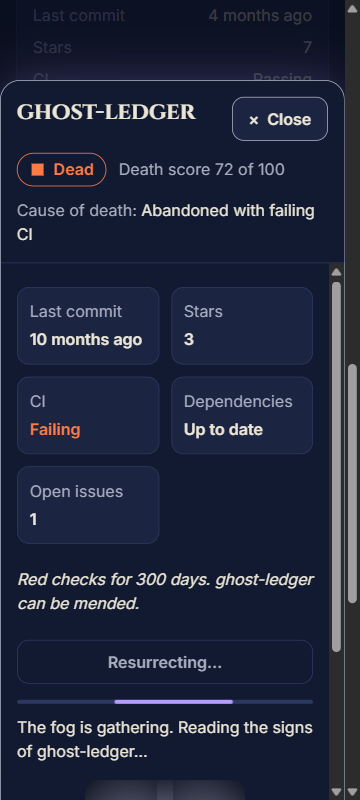 Last commit 4 months ago
Stars 7
CI Passing
GHOST-LEDGER
× Close
Dead Death score 72 of 100
Cause of death: Abandoned with failing
CI
Last commit Stars
10 months ago 3
CI Dependencies
Failing Up to date
Open issues
1
Red checks for 300 days. ghost-ledger
can be mended.
Resurrecting...
The fog is gathering. Reading the signs
of ghost-ledger...